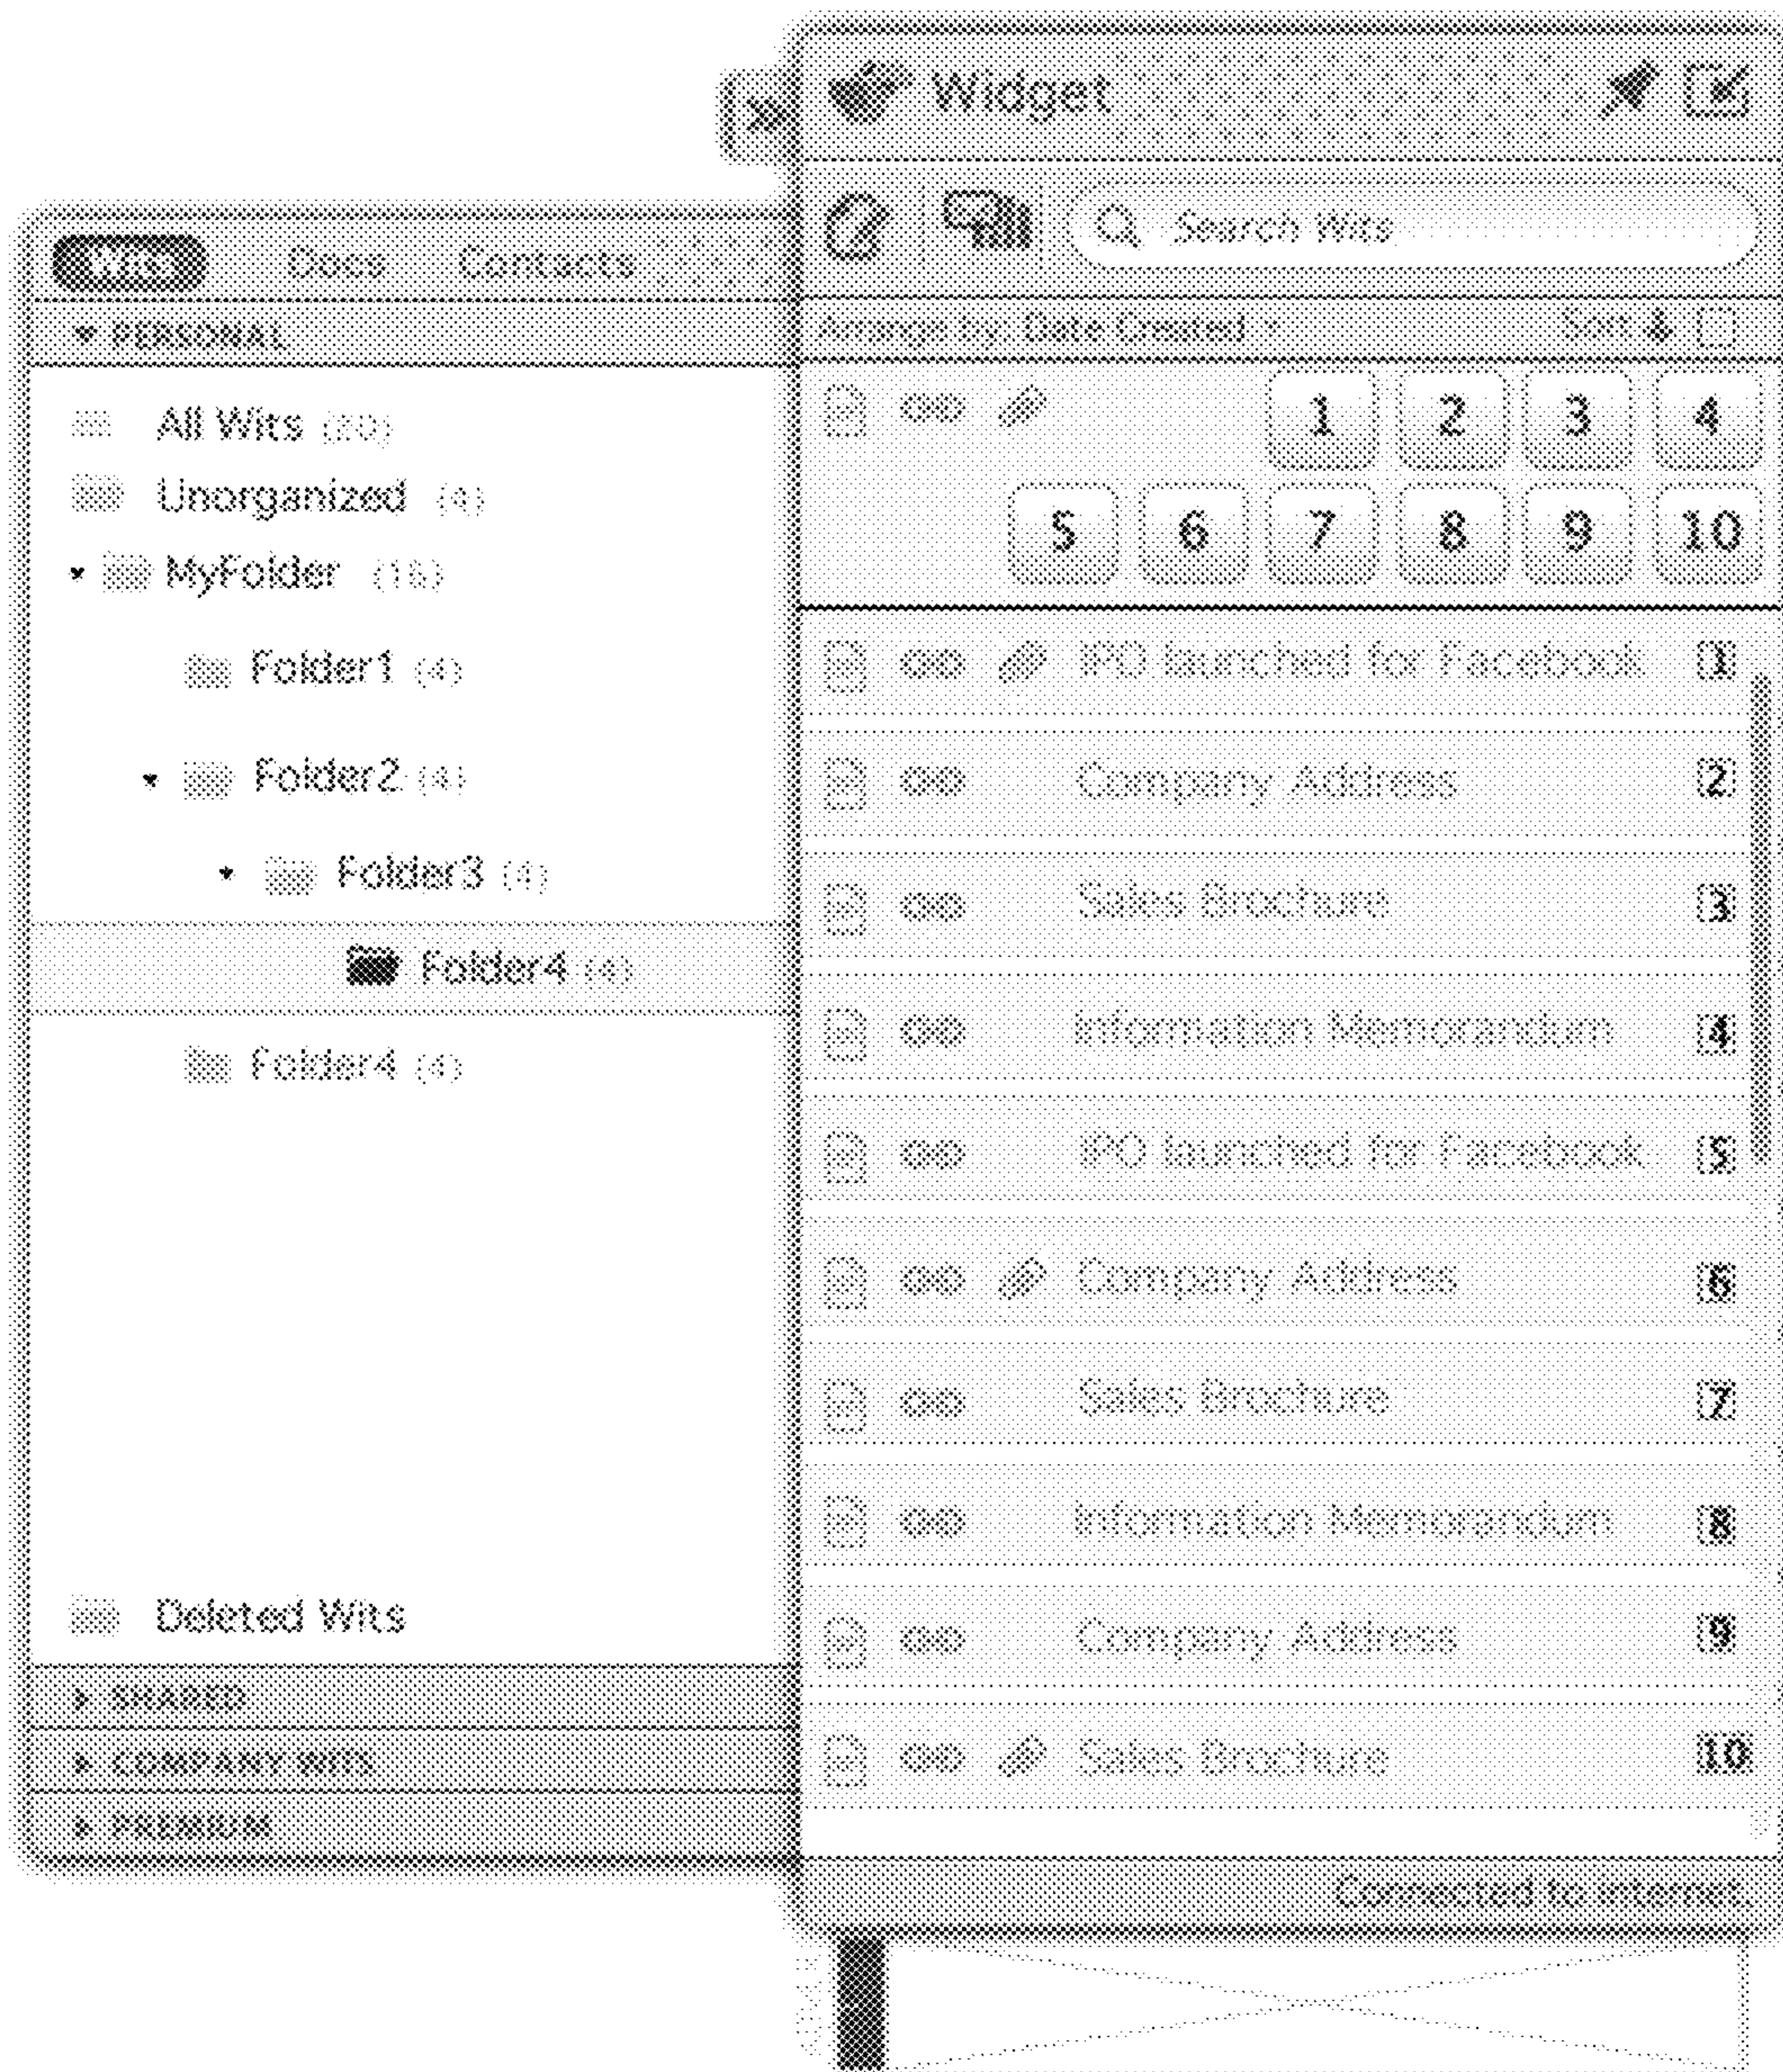 Widget
Search Wits
Wits Docs Contacts
PERSONAL
All Wits (20)
Unorganized (4)
MyFolder (16)
Folder1 (4)
Folder2 (4)
Folder3 (4)
Folder4 (4)
Folder4 (4)
Deleted Wits
SHARED
COMPANY WITS
PREMIUM
Arrange by: Date Created
Sort
1 2 3 4
5 6 7 8 9 10
IPO launched for Facebook 1
Company Address 2
Sales Brochure 3
Information Memorandum 4
IPO launched for Facebook 5
Company Address 6
Sales Brochure 7
Information Memorandum 8
Company Address 9
Sales Brochure 10
Connected to internet